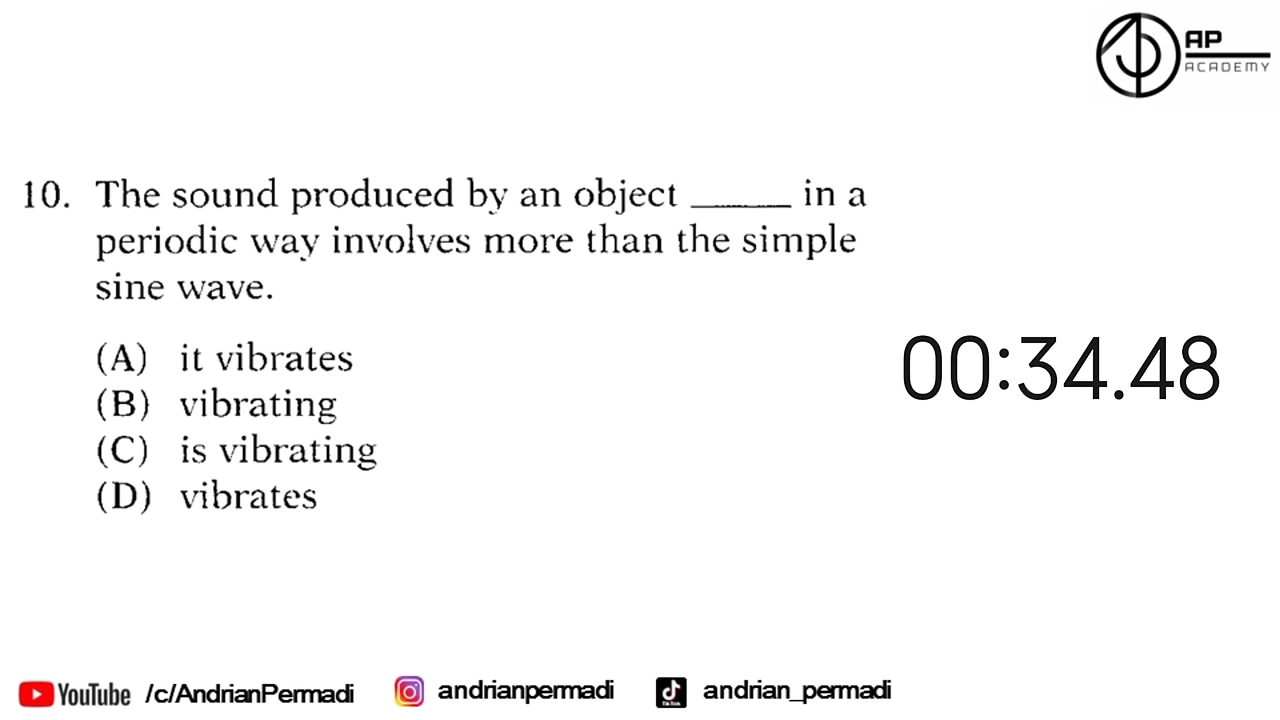 AP
ACADEMY
10. The sound produced by an object _____ in a
periodic way involves more than the simple
sine wave.
(A) it vibrates
(B) vibrating
(C) is vibrating
(D) vibrates
00:34.48
YouTube /c/AndrianPermadi andrianpermadi TikTok andrian_permadi